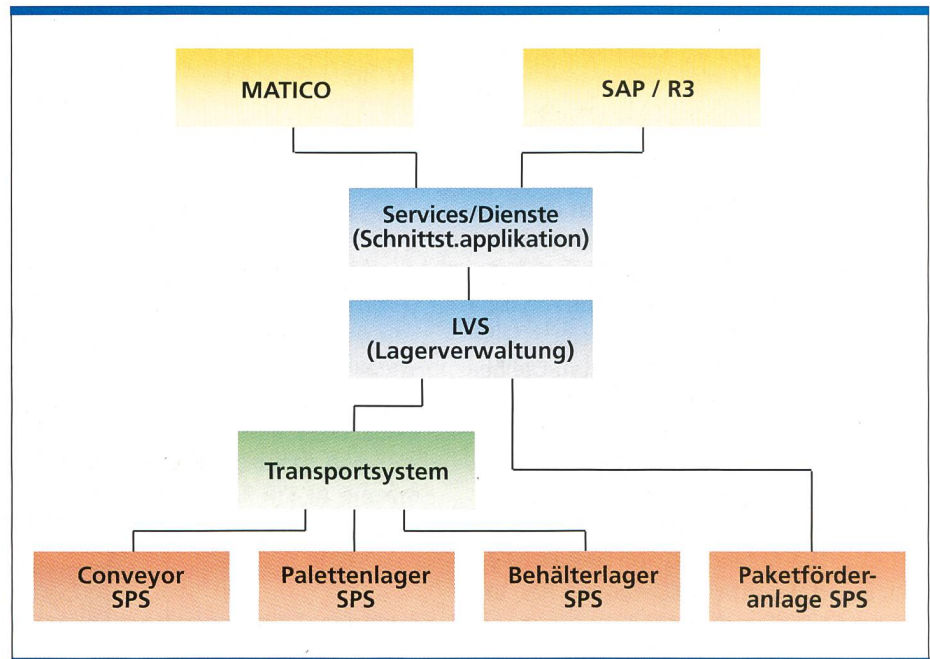 MATICO
SAP / R3
Services/Dienste
(Schnittst.applikation)
LVS
(Lagerverwaltung)
Transportsystem
Conveyor
SPS
Palettenlager
SPS
Behälterlager
SPS
Paketförder-
anlage SPS